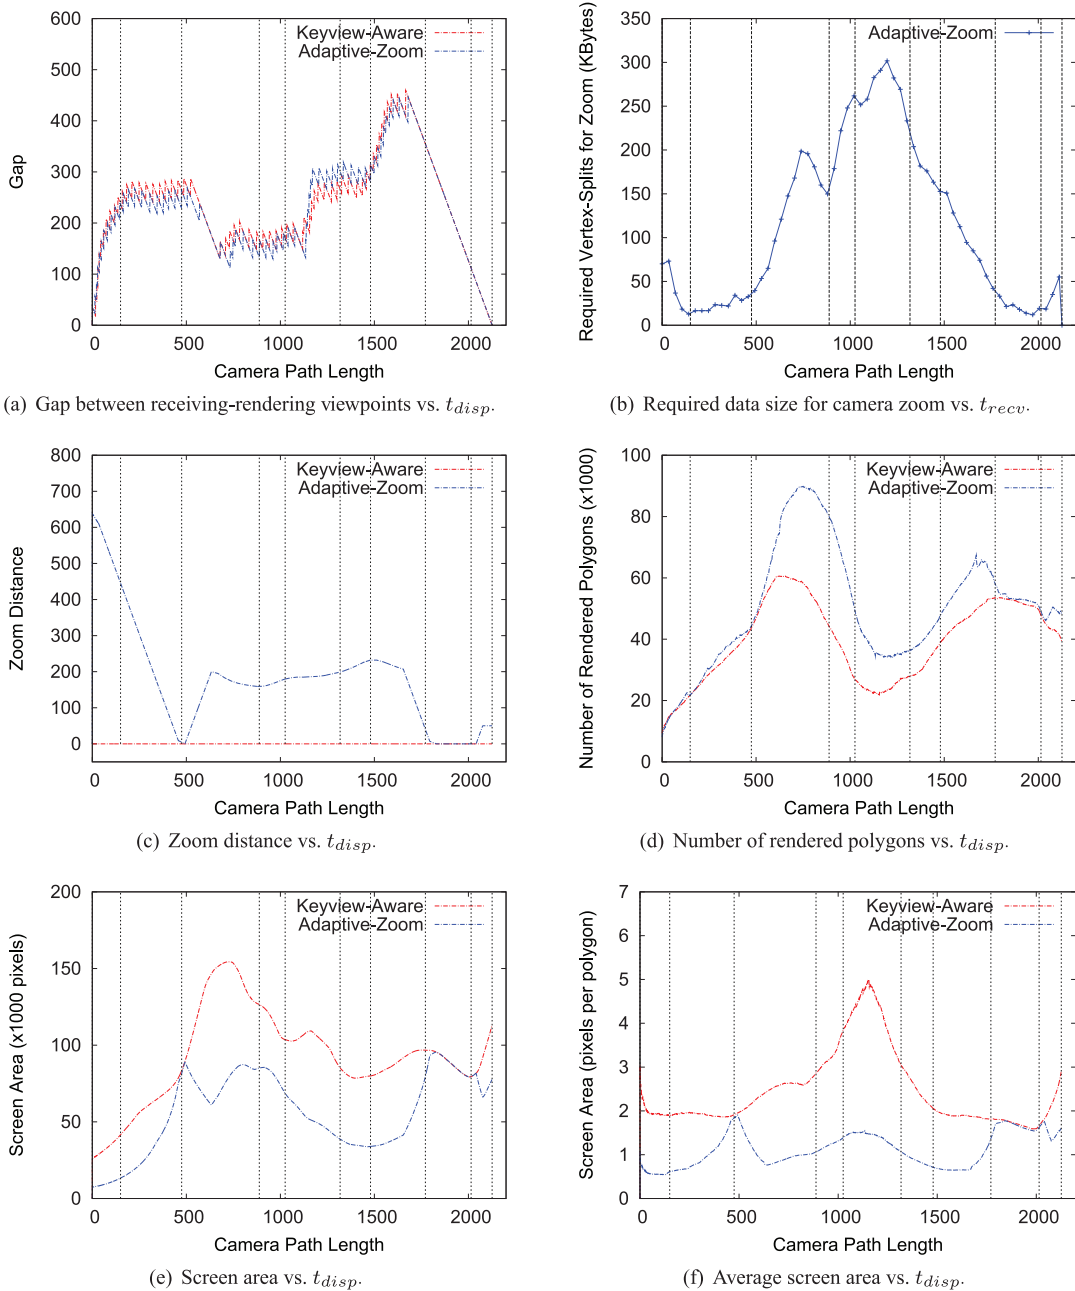 600
500
400
300
200
100
0
Gap
Keyview-Aware
Adaptive-Zoom
0 500 1000 1500 2000
Camera Path Length
(a) Gap between receiving-rendering viewpoints vs. t_disp.
350
300
250
200
150
100
50
0
Required Vertex-Splits for Zoom (KBytes)
Adaptive-Zoom
0 500 1000 1500 2000
Camera Path Length
(b) Required data size for camera zoom vs. t_recv.
800
700
600
500
400
300
200
100
0
Zoom Distance
Keyview-Aware
Adaptive-Zoom
0 500 1000 1500 2000
Camera Path Length
(c) Zoom distance vs. t_disp.
100
80
60
40
20
0
Number of Rendered Polygons (x1000)
Keyview-Aware
Adaptive-Zoom
0 500 1000 1500 2000
Camera Path Length
(d) Number of rendered polygons vs. t_disp.
200
150
100
50
0
Screen Area (x1000 pixels)
Keyview-Aware
Adaptive-Zoom
0 500 1000 1500 2000
Camera Path Length
(e) Screen area vs. t_disp.
7
6
5
4
3
2
1
0
Screen Area (pixels per polygon)
Keyview-Aware
Adaptive-Zoom
0 500 1000 1500 2000
Camera Path Length
(f) Average screen area vs. t_disp.